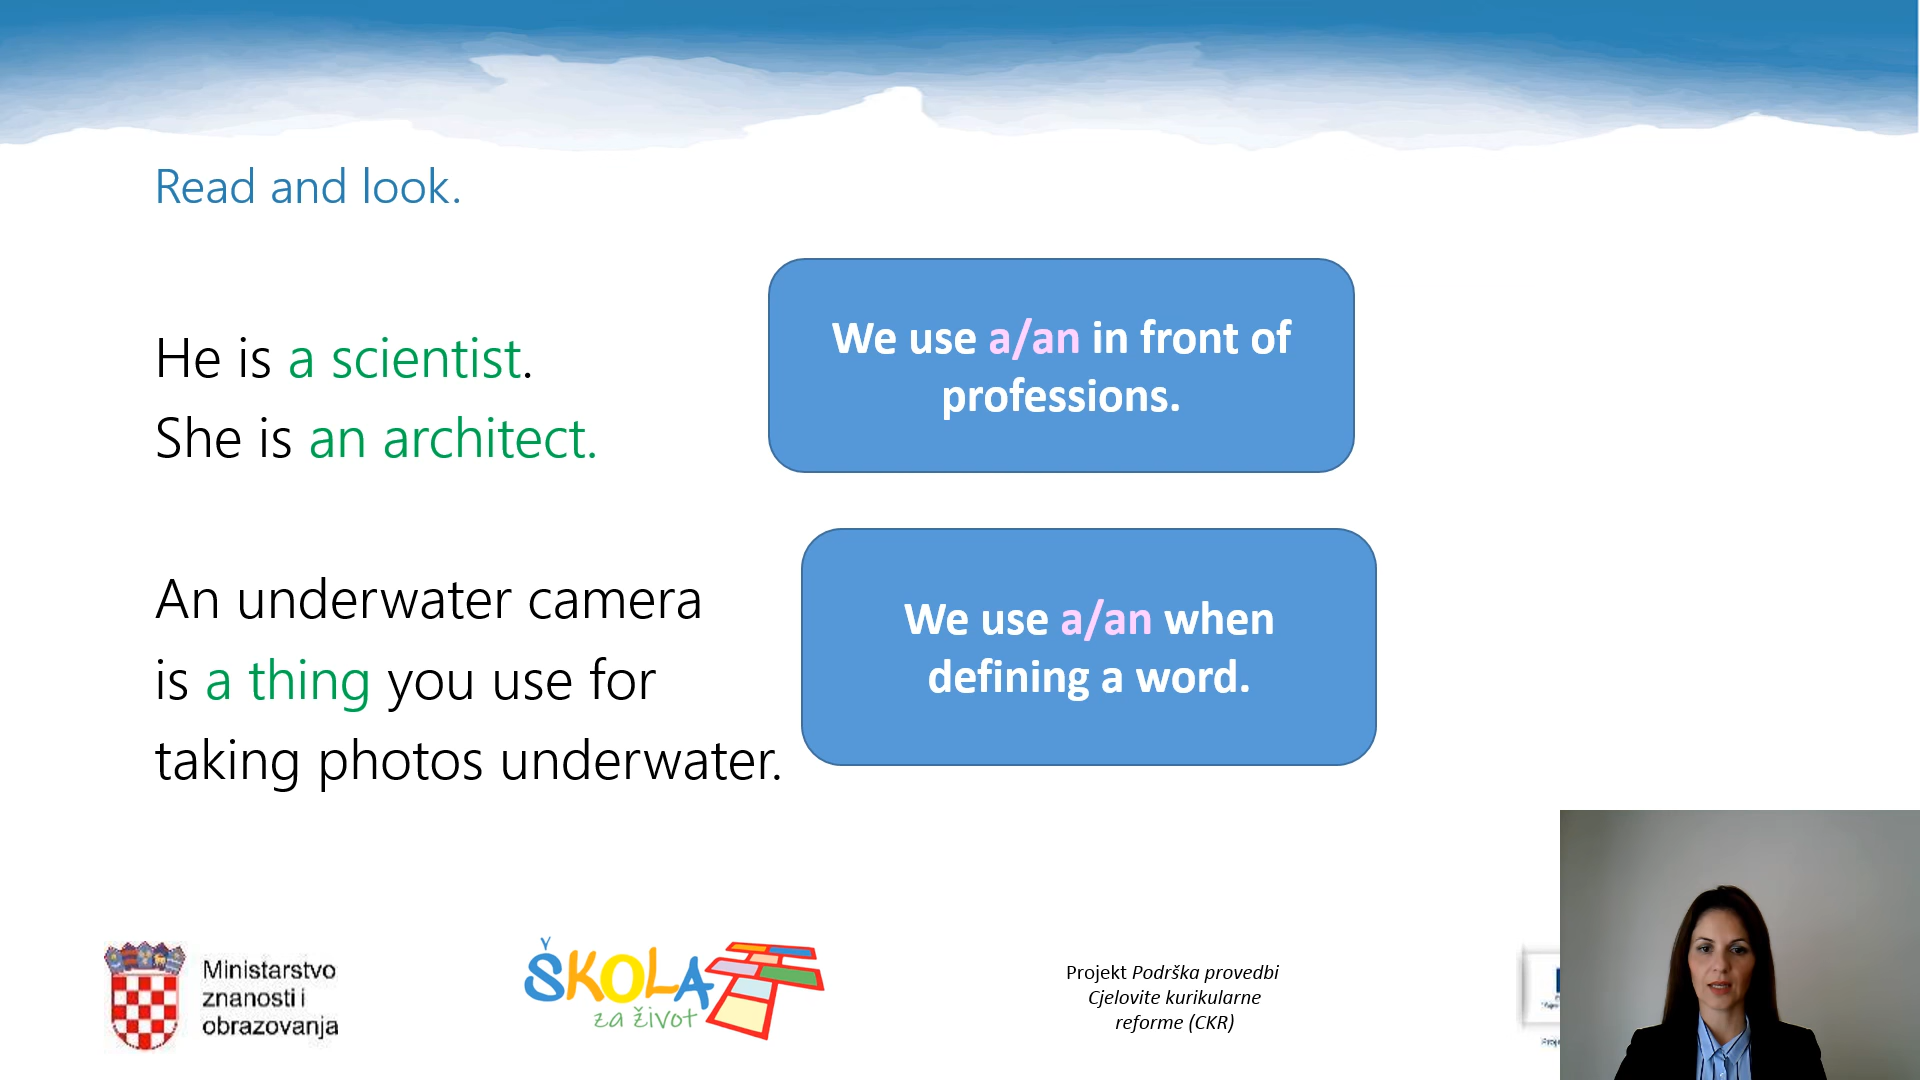 Read and look.
He is a scientist.
She is an architect.
We use a/an in front of
professions.
An underwater camera
is a thing you use for
taking photos underwater.
We use a/an when
defining a word.
Ministarstvo
znanosti i
obrazovanja
ŠKOLA
za život
Projekt Podrška provedbi
Cjelovite kurikularne
reforme (CKR)